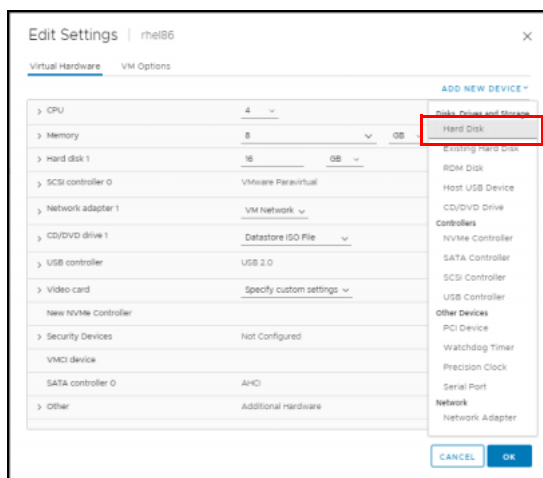 Edit Settings | rhel86
Virtual Hardware VM Options
ADD NEW DEVICE
CPU 4
Memory 8 GB
Hard disk 1 16 GB
SCSI controller 0 VMware Paravirtual
Network adapter 1 VM Network
CD/DVD drive 1 Datastore ISO File
USB controller USB 2.0
Video card Specify custom settings
New NVMe Controller
Security Devices Not Configured
VMCI device
SATA controller 0 AHCI
Other Additional Hardware
Disks, Drives and Storage
Hard Disk
Existing Hard Disk
RDM Disk
Host USB Device
CD/DVD Drive
Controllers
NVMe Controller
SATA Controller
SCSI Controller
USB Controller
Other Devices
PCI Device
Watchdog Timer
Precision Clock
Serial Port
Network
Network Adapter
CANCEL OK